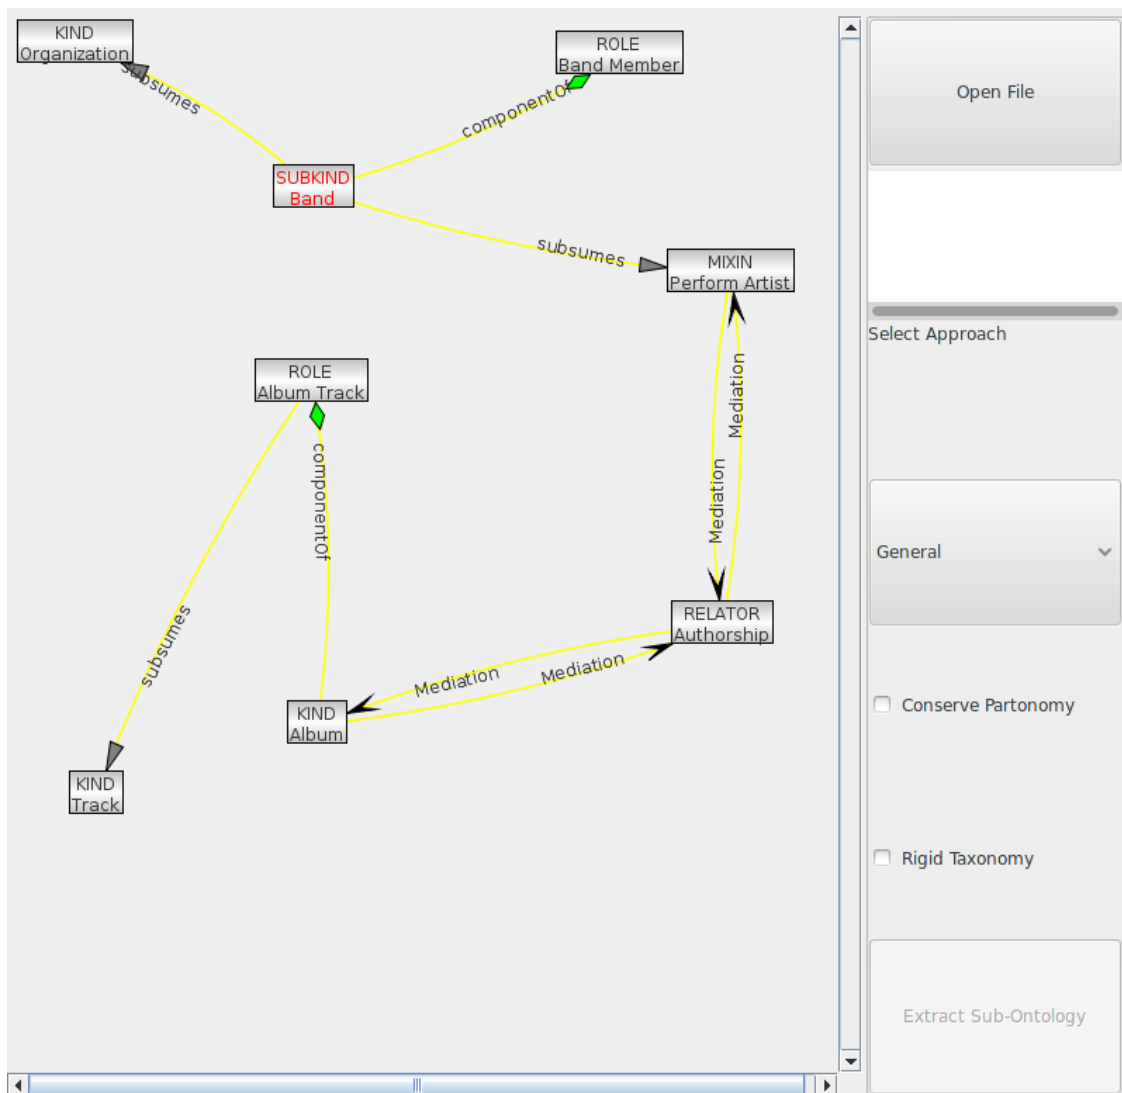 KIND
Organization
subsumes
ROLE
Band Member
componentOf
SUBKIND
Band
subsumes
MIXIN
Perform Artist
ROLE
Album Track
Mediation
Mediation
componentOf
subsumes
RELATOR
Authorship
Mediation
Mediation
KIND
Album
KIND
Track
Open File
Select Approach
General
Conserve Partonomy
Rigid Taxonomy
Extract Sub-Ontology